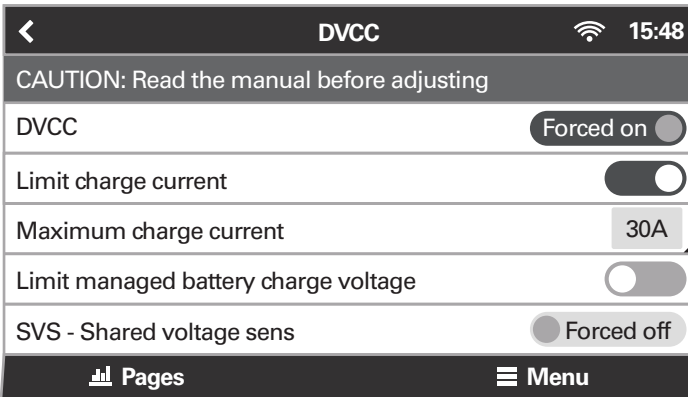 DVCC 15:48
CAUTION: Read the manual before adjusting
DVCC Forced on
Limit charge current
Maximum charge current 30A
Limit managed battery charge voltage
SVS - Shared voltage sens Forced off
Pages Menu